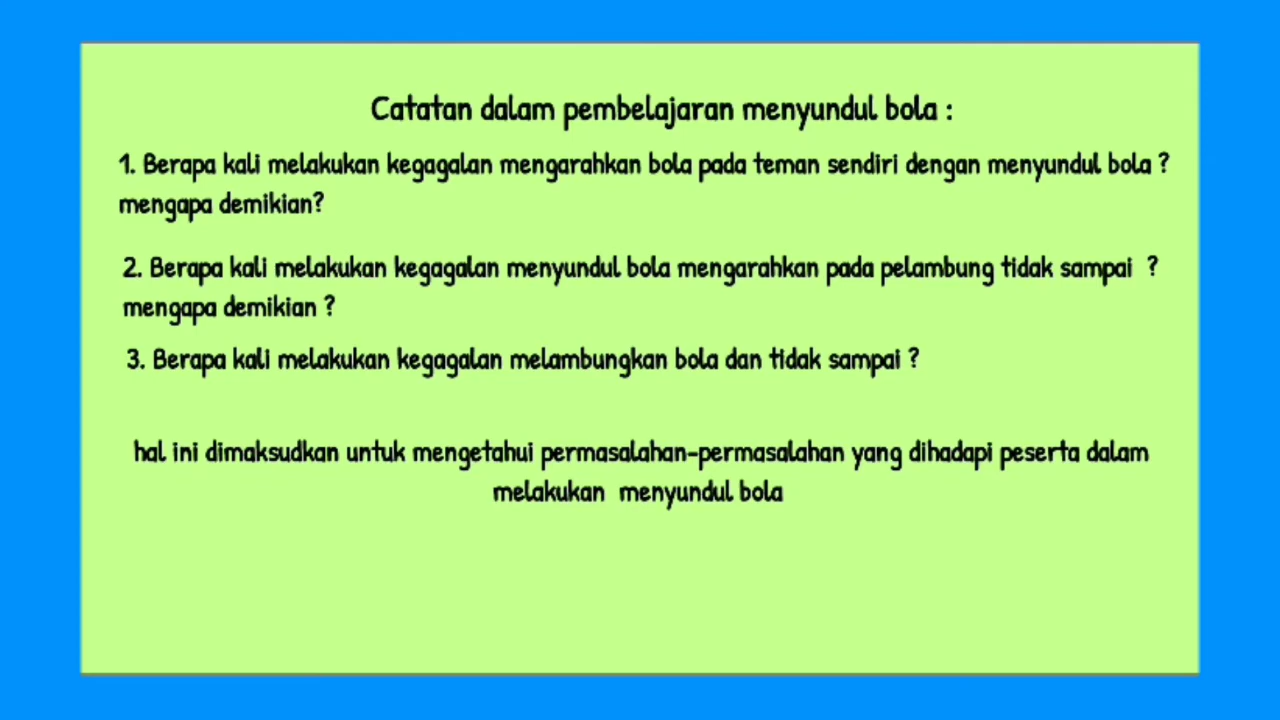 Catatan dalam pembelajaran menyundul bola :
1. Berapa kali melakukan kegagalan mengarahkan bola pada teman sendiri dengan menyundul bola ?
mengapa demikian?
2. Berapa kali melakukan kegagalan menyundul bola mengarahkan pada pelambung tidak sampai ?
mengapa demikian ?
3. Berapa kali melakukan kegagalan melambungkan bola dan tidak sampai ?
hal ini dimaksudkan untuk mengetahui permasalahan-permasalahan yang dihadapi peserta dalam
melakukan menyundul bola